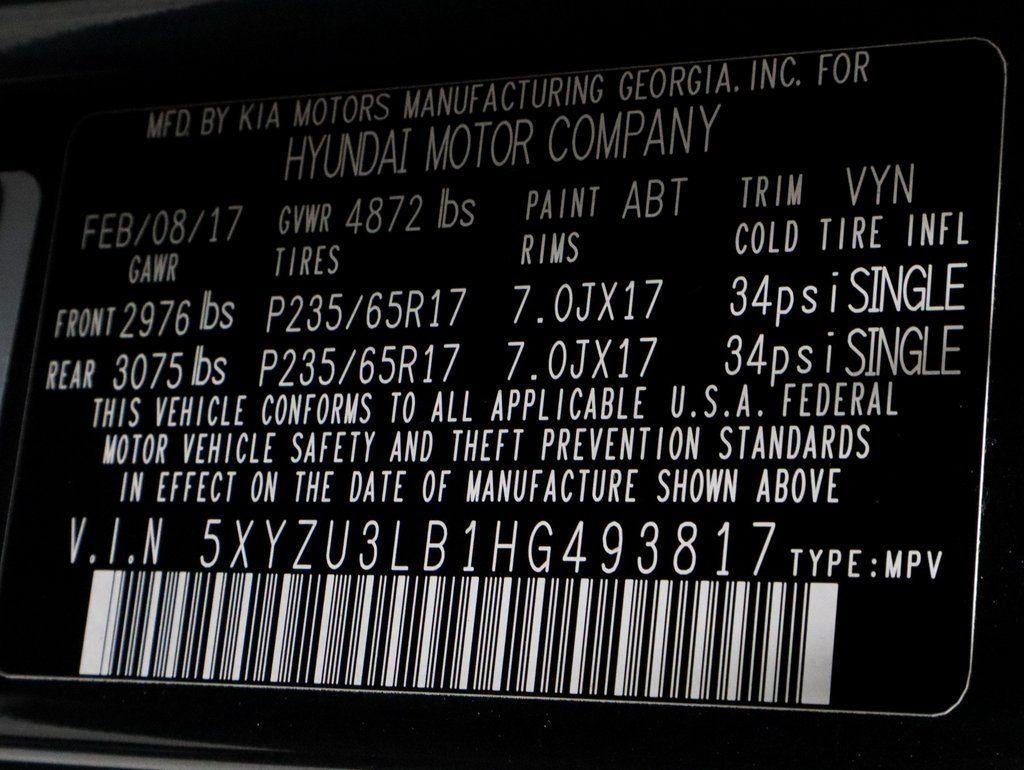 MFD. BY KIA MOTORS MANUFACTURING GEORGIA. INC. FOR
HYUNDAI MOTOR COMPANY
FEB/08/17 GVWR 4872 lbs PAINT ABT TRIM VYN
GAWR TIRES RIMS COLD TIRE INFL
FRONT 2976 lbs P235/65R17 7.0JX17 34psi SINGLE
REAR 3075 lbs P235/65R17 7.0JX17 34psi SINGLE
THIS VEHICLE CONFORMS TO ALL APPLICABLE U.S.A. FEDERAL
MOTOR VEHICLE SAFETY AND THEFT PREVENTION STANDARDS
IN EFFECT ON THE DATE OF MANUFACTURE SHOWN ABOVE
V.I.N 5XYZU3LB1HG493817 TYPE:MPV